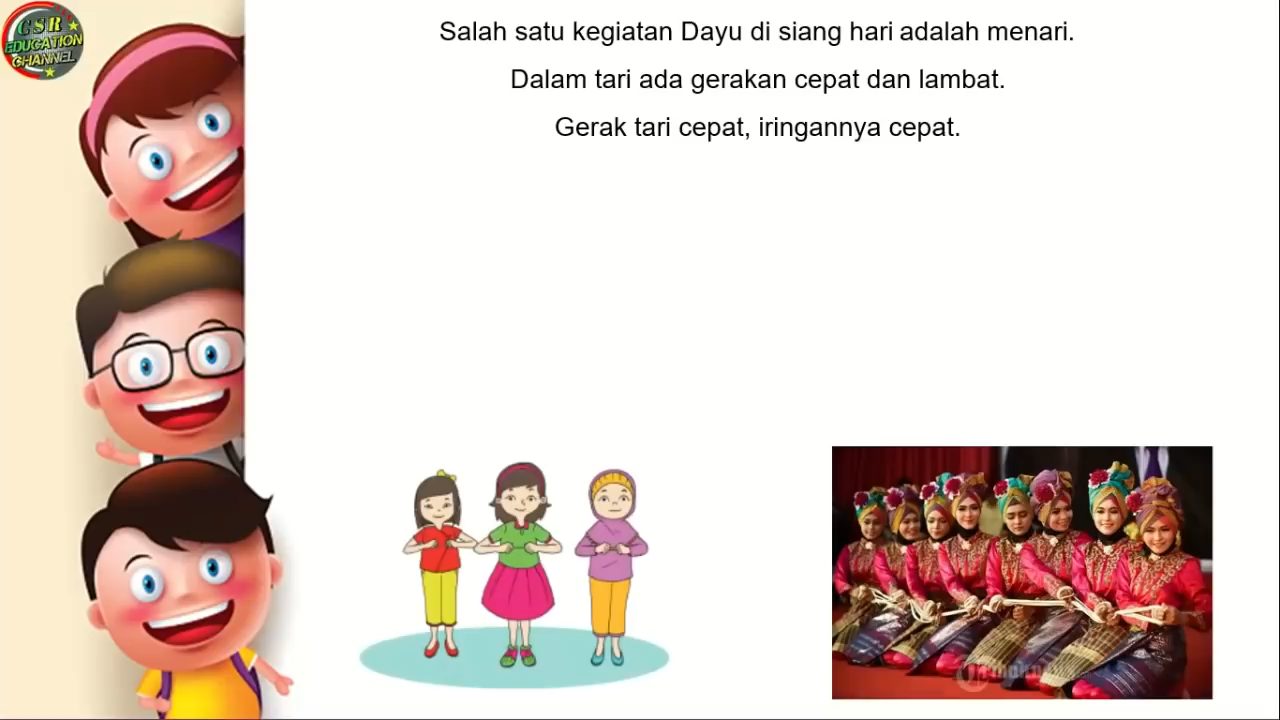 GSR
EDUCATION
CHANNEL
Salah satu kegiatan Dayu di siang hari adalah menari.
Dalam tari ada gerakan cepat dan lambat.
Gerak tari cepat, iringannya cepat.